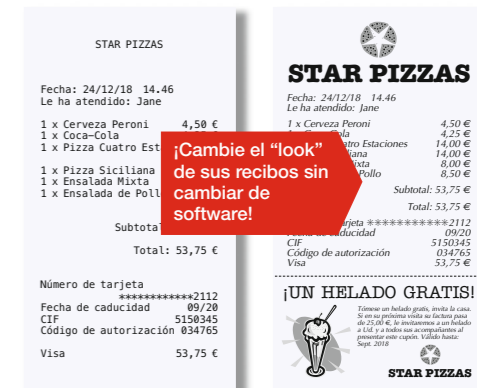 STAR PIZZAS
Fecha: 24/12/18 14.46
Le ha atendido: Jane
1 x Cerveza Peroni 4,50 €
1 x Coca-Cola
1 x Pizza Cuatro Est
1 x Pizza Siciliana
1 x Ensalada Mixta
1 x Ensalada de Poll
Subtota
Total: 53,75 €
Número de tarjeta
************2112
Fecha de caducidad 09/20
CIF 5150345
Código de autorización 034765
Visa 53,75 €
¡Cambie el “look”
de sus recibos sin
cambiar de
software!
STAR PIZZAS
Fecha: 24/12/18 14.46
Le ha atendido: Jane
1 x Cerveza Peroni 4,50 €
4,25 €
Estaciones 14,00 €
14,00 €
8,00 €
Pollo 8,50 €
Subtotal: 53,75 €
Total: 53,75 €
***********2112
caducidad 09/20
CIF 5150345
Código de autorización 034765
Visa 53,75 €
¡UN HELADO GRATIS!
Tómese un helado gratis, invita la casa.
Si en su próxima visita su factura pasa
de 25,00 €, le invitaremos a un helado
a Ud. y a todos sus acompañantes al
presentar este cupón. Válido hasta:
Sept. 2018
STAR PIZZAS